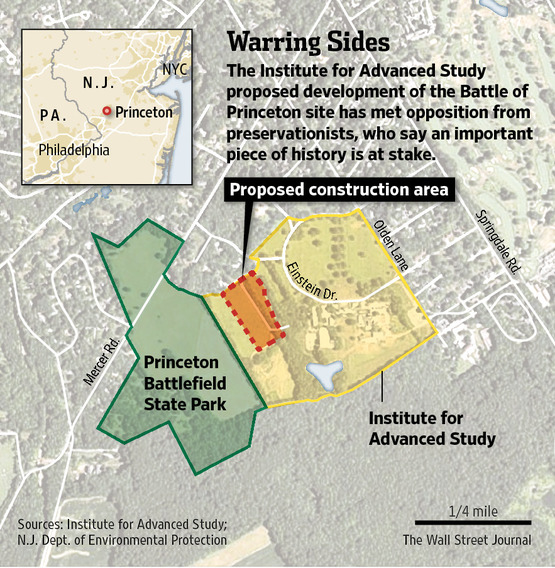 Warring Sides
The Institute for Advanced Study
proposed development of the Battle of
Princeton site has met opposition from
preservationists, who say an important
piece of history is at stake.
NYC
N.J.
PA.
Princeton
Philadelphia
Proposed construction area
Springdale Rd.
Olden Lane
Einstein Dr.
Mercer Rd.
Princeton
Battlefield
State Park
Institute for
Advanced Study
1/4 mile
Sources: Institute for Advanced Study;
N.J. Dept. of Environmental Protection
The Wall Street Journal